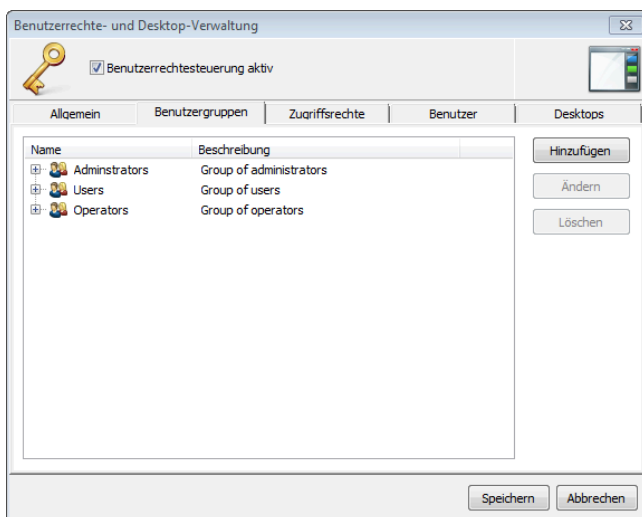 Benutzerrechte- und Desktop-Verwaltung
Benutzerrechtesteuerung aktiv
Allgemein Benutzergruppen Zugriffsrechte Benutzer Desktops
Name Beschreibung Hinzufügen
Adminstrators Group of administrators
Users Group of users Ändern
Operators Group of operators
Löschen
Speichern Abbrechen